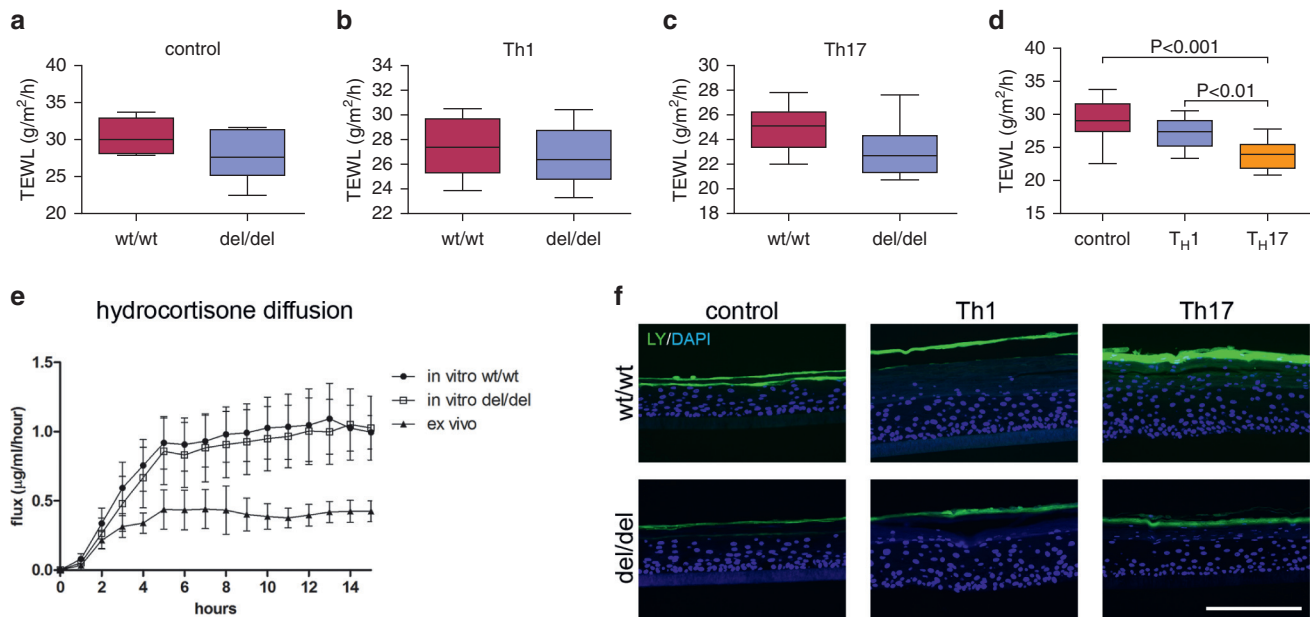 a
control
TEWL (g/m²/h)
40
35
30
25
20
wt/wt
del/del
b
Th1
TEWL (g/m²/h)
34
32
30
28
26
24
22
wt/wt
del/del
c
Th17
TEWL (g/m²/h)
30
28
26
24
22
20
18
wt/wt
del/del
d
TEWL (g/m²/h)
40
35
30
25
20
15
P<0.001
P<0.01
control
T_H1
T_H17
e
hydrocortisone diffusion
flux (µg/ml/hour)
1.5
1.0
0.5
0.0
0 2 4 6 8 10 12 14
hours
in vitro wt/wt
in vitro del/del
ex vivo
f
control Th1 Th17
wt/wt
LY/DAPI
del/del